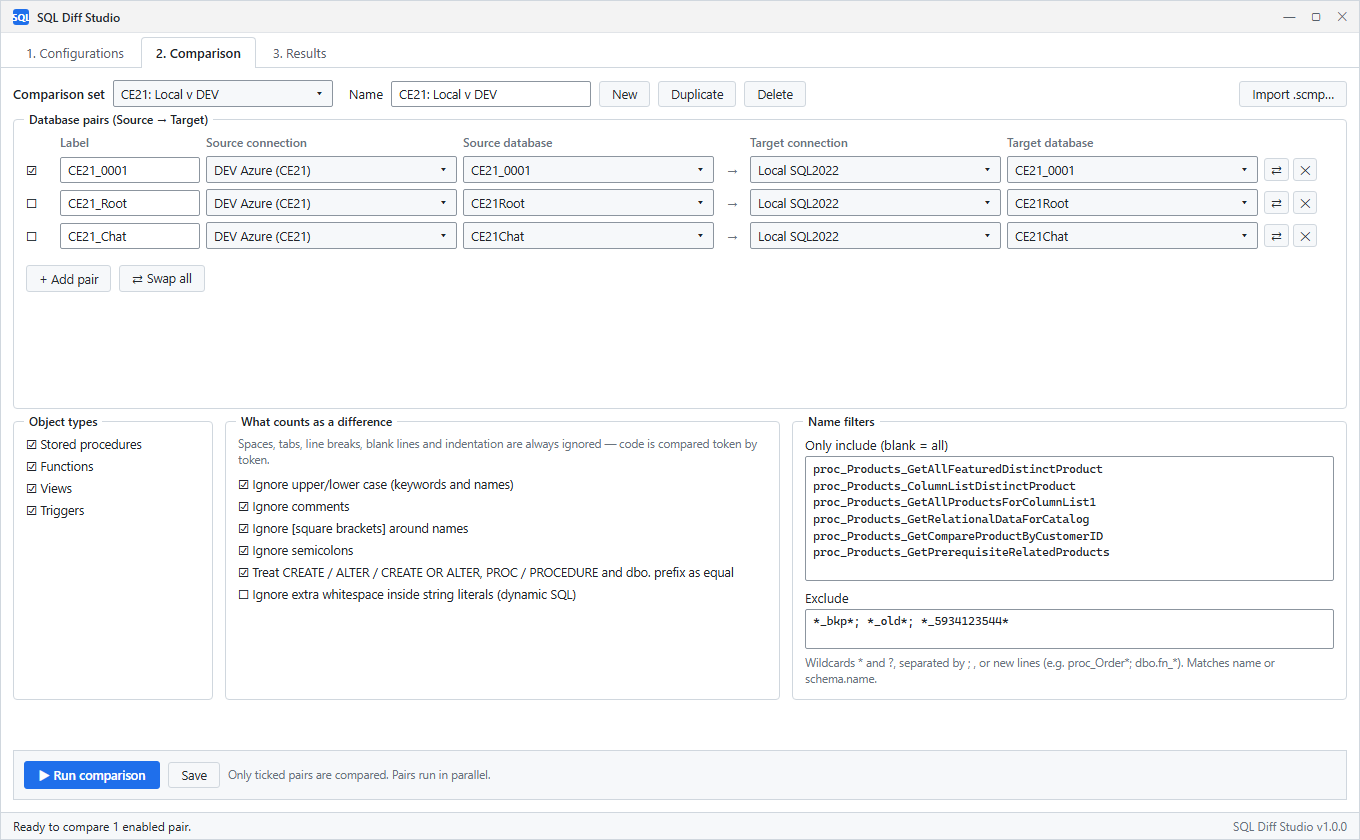 SQL SQL Diff Studio
1. Configurations 2. Comparison 3. Results
Comparison set CE21: Local v DEV Name CE21: Local v DEV New Duplicate Delete Import .scmp...
Database pairs (Source → Target)
Label Source connection Source database Target connection Target database
CE21_0001 DEV Azure (CE21) CE21_0001 → Local SQL2022 CE21_0001
CE21_Root DEV Azure (CE21) CE21Root → Local SQL2022 CE21Root
CE21_Chat DEV Azure (CE21) CE21Chat → Local SQL2022 CE21Chat
+ Add pair ⇄ Swap all
Object types
Stored procedures
Functions
Views
Triggers
What counts as a difference
Spaces, tabs, line breaks, blank lines and indentation are always ignored — code is compared token by
token.
Ignore upper/lower case (keywords and names)
Ignore comments
Ignore [square brackets] around names
Ignore semicolons
Treat CREATE / ALTER / CREATE OR ALTER, PROC / PROCEDURE and dbo. prefix as equal
Ignore extra whitespace inside string literals (dynamic SQL)
Name filters
Only include (blank = all)
proc_Products_GetAllFeaturedDistinctProduct
proc_Products_ColumnListDistinctProduct
proc_Products_GetAllProductsForColumnList1
proc_Products_GetRelationalDataForCatalog
proc_Products_GetCompareProductByCustomerID
proc_Products_GetPrerequisiteRelatedProducts
Exclude
*_bkp*; *_old*; *_5934123544*
Wildcards * and ?, separated by ; , or new lines (e.g. proc_Order*; dbo.fn_*). Matches name or
schema.name.
▶ Run comparison Save Only ticked pairs are compared. Pairs run in parallel.
Ready to compare 1 enabled pair. SQL Diff Studio v1.0.0